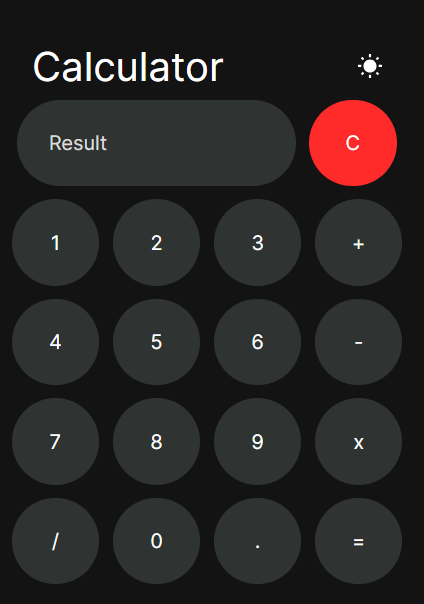 Calculator
Result C
1 2 3 +
4 5 6 -
7 8 9 x
/ 0 . =